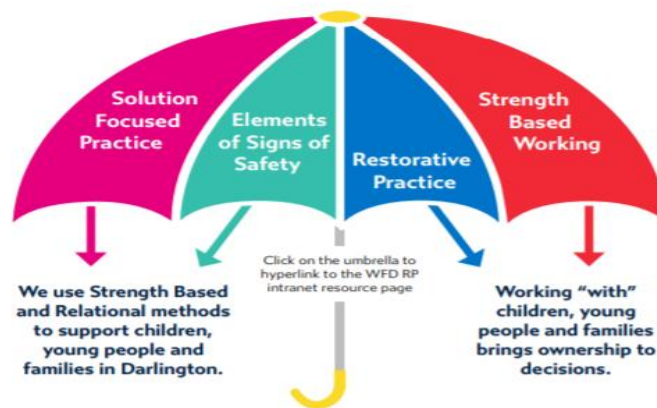 Solution
Focused
Practice
Elements
of Signs of
Safety
Restorative
Practice
Strength
Based
Working
Click on the umbrella to
hyperlink to the WFD RP
intranet resource page
We use Strength Based
and Relational methods
to support children,
young people and
families in Darlington.
Working “with”
children, young
people and families
brings ownership to
decisions.